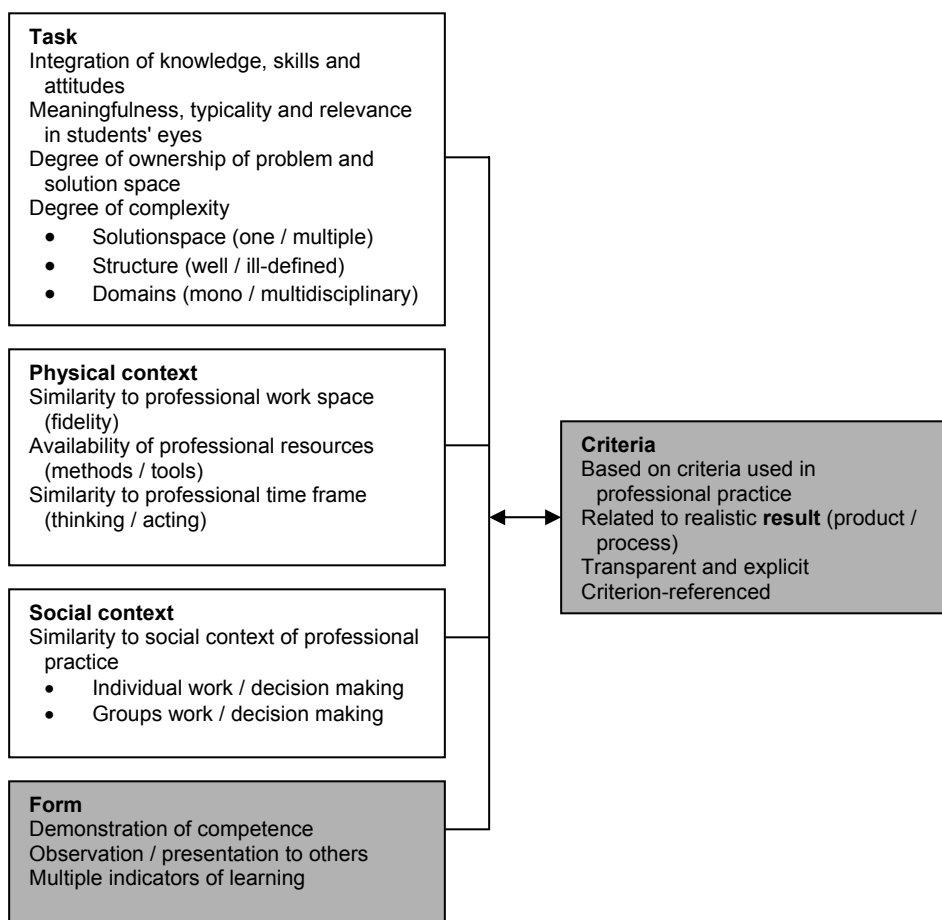 Task
Integration of knowledge, skills and
attitudes
Meaningfulness, typicality and relevance
in students' eyes
Degree of ownership of problem and
solution space
Degree of complexity
• Solutionspace (one / multiple)
• Structure (well / ill-defined)
• Domains (mono / multidisciplinary)
Physical context
Similarity to professional work space
(fidelity)
Availability of professional resources
(methods / tools)
Similarity to professional time frame
(thinking / acting)
Social context
Similarity to social context of professional
practice
• Individual work / decision making
• Groups work / decision making
Form
Demonstration of competence
Observation / presentation to others
Multiple indicators of learning
Criteria
Based on criteria used in
professional practice
Related to realistic result (product /
process)
Transparent and explicit
Criterion-referenced